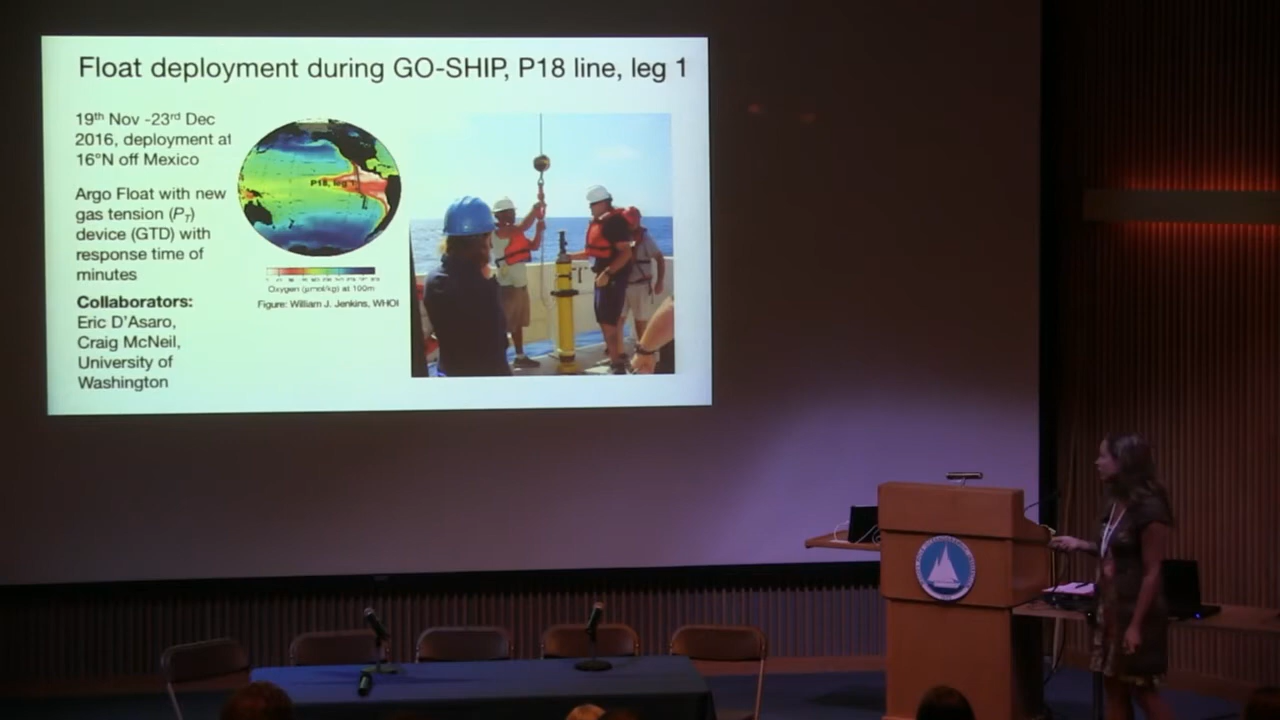 Float deployment during GO-SHIP, P18 line, leg 1
19th Nov -23rd Dec
2016, deployment at
16°N off Mexico
Argo Float with new
gas tension (PT)
device (GTD) with
response time of
minutes
Collaborators:
Eric D'Asaro,
Craig McNeil,
University of
Washington
P18, leg 1
Oxygen (μmol/kg) at 100m
Figure: William J. Jenkins, WHOI